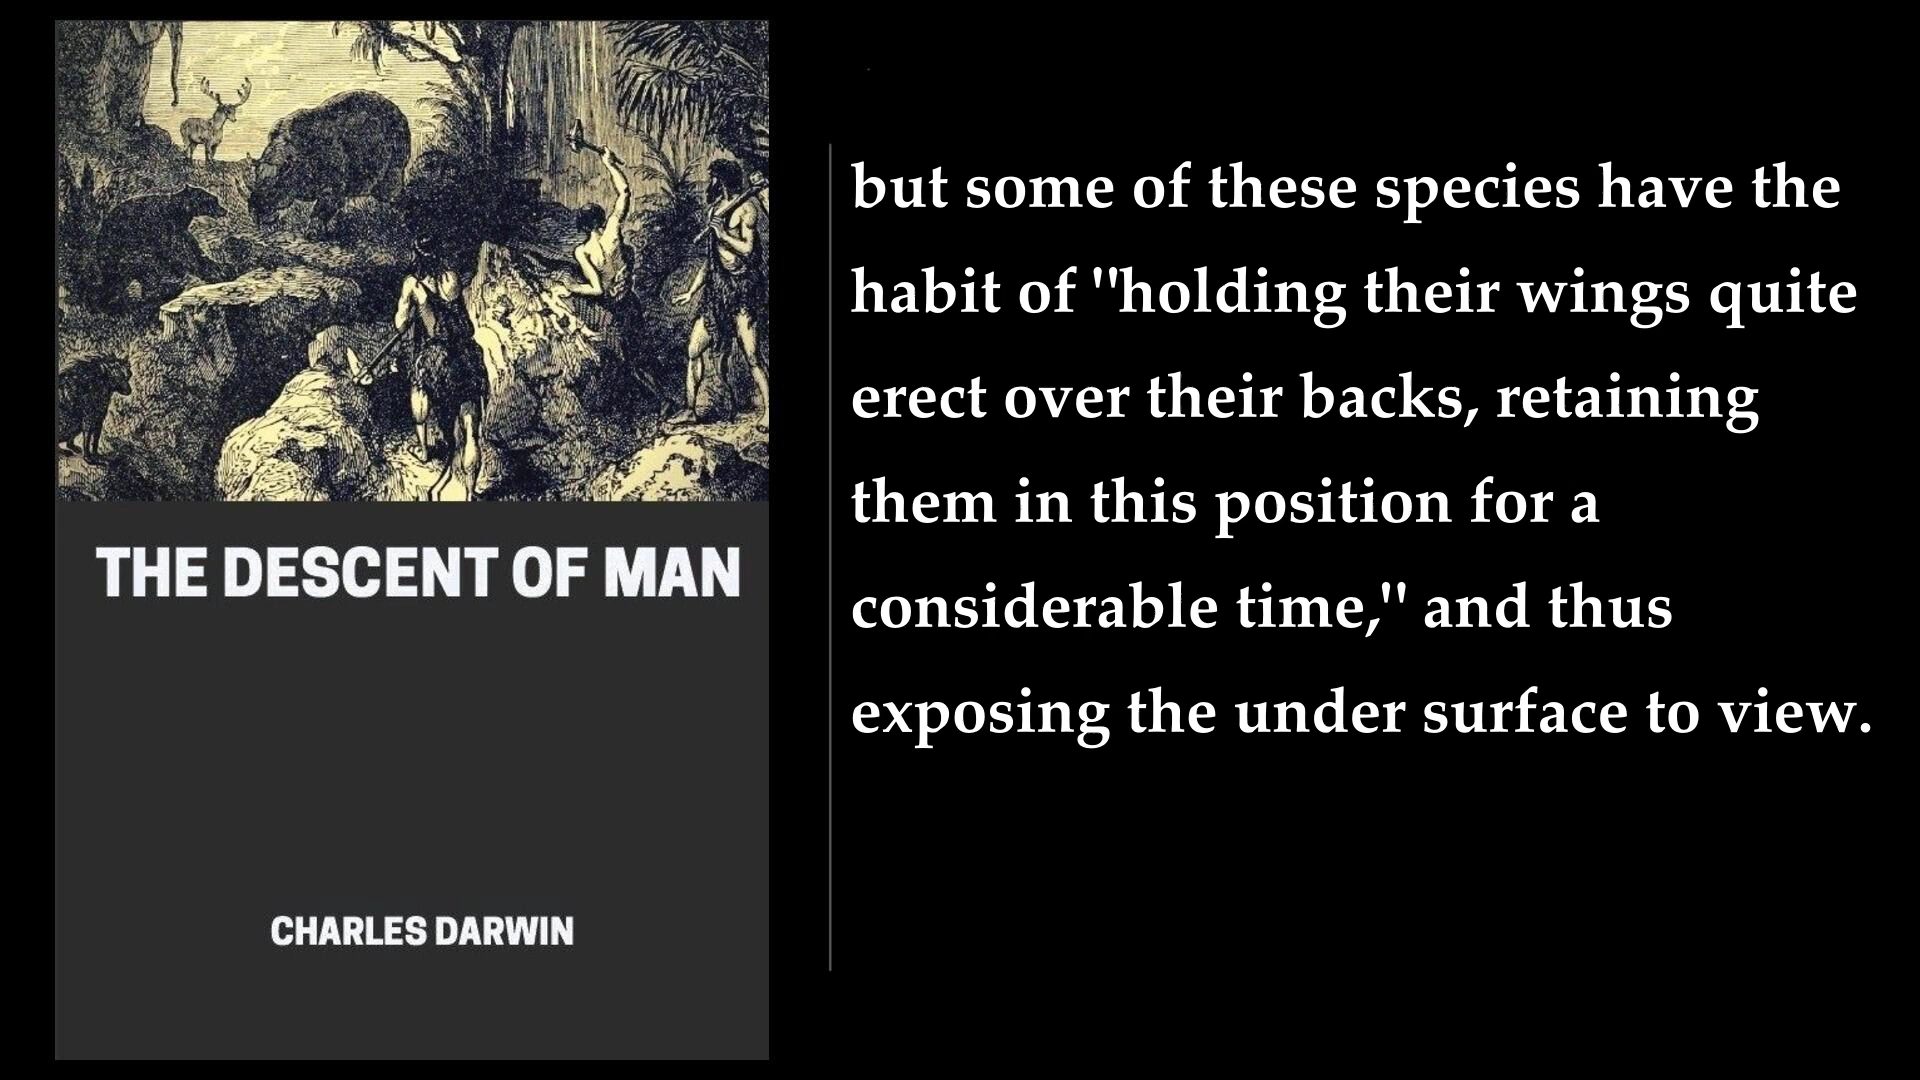 THE DESCENT OF MAN
CHARLES DARWIN
but some of these species have the
habit of "holding their wings quite
erect over their backs, retaining
them in this position for a
considerable time," and thus
exposing the under surface to view.